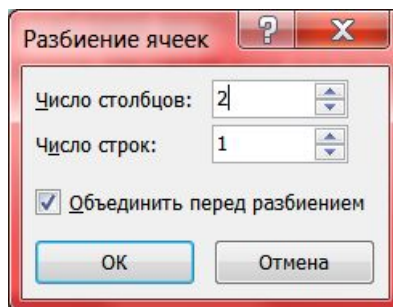 Разбиение ячеек
Число столбцов: 2
Число строк: 1
Объединить перед разбиением
ОК Отмена